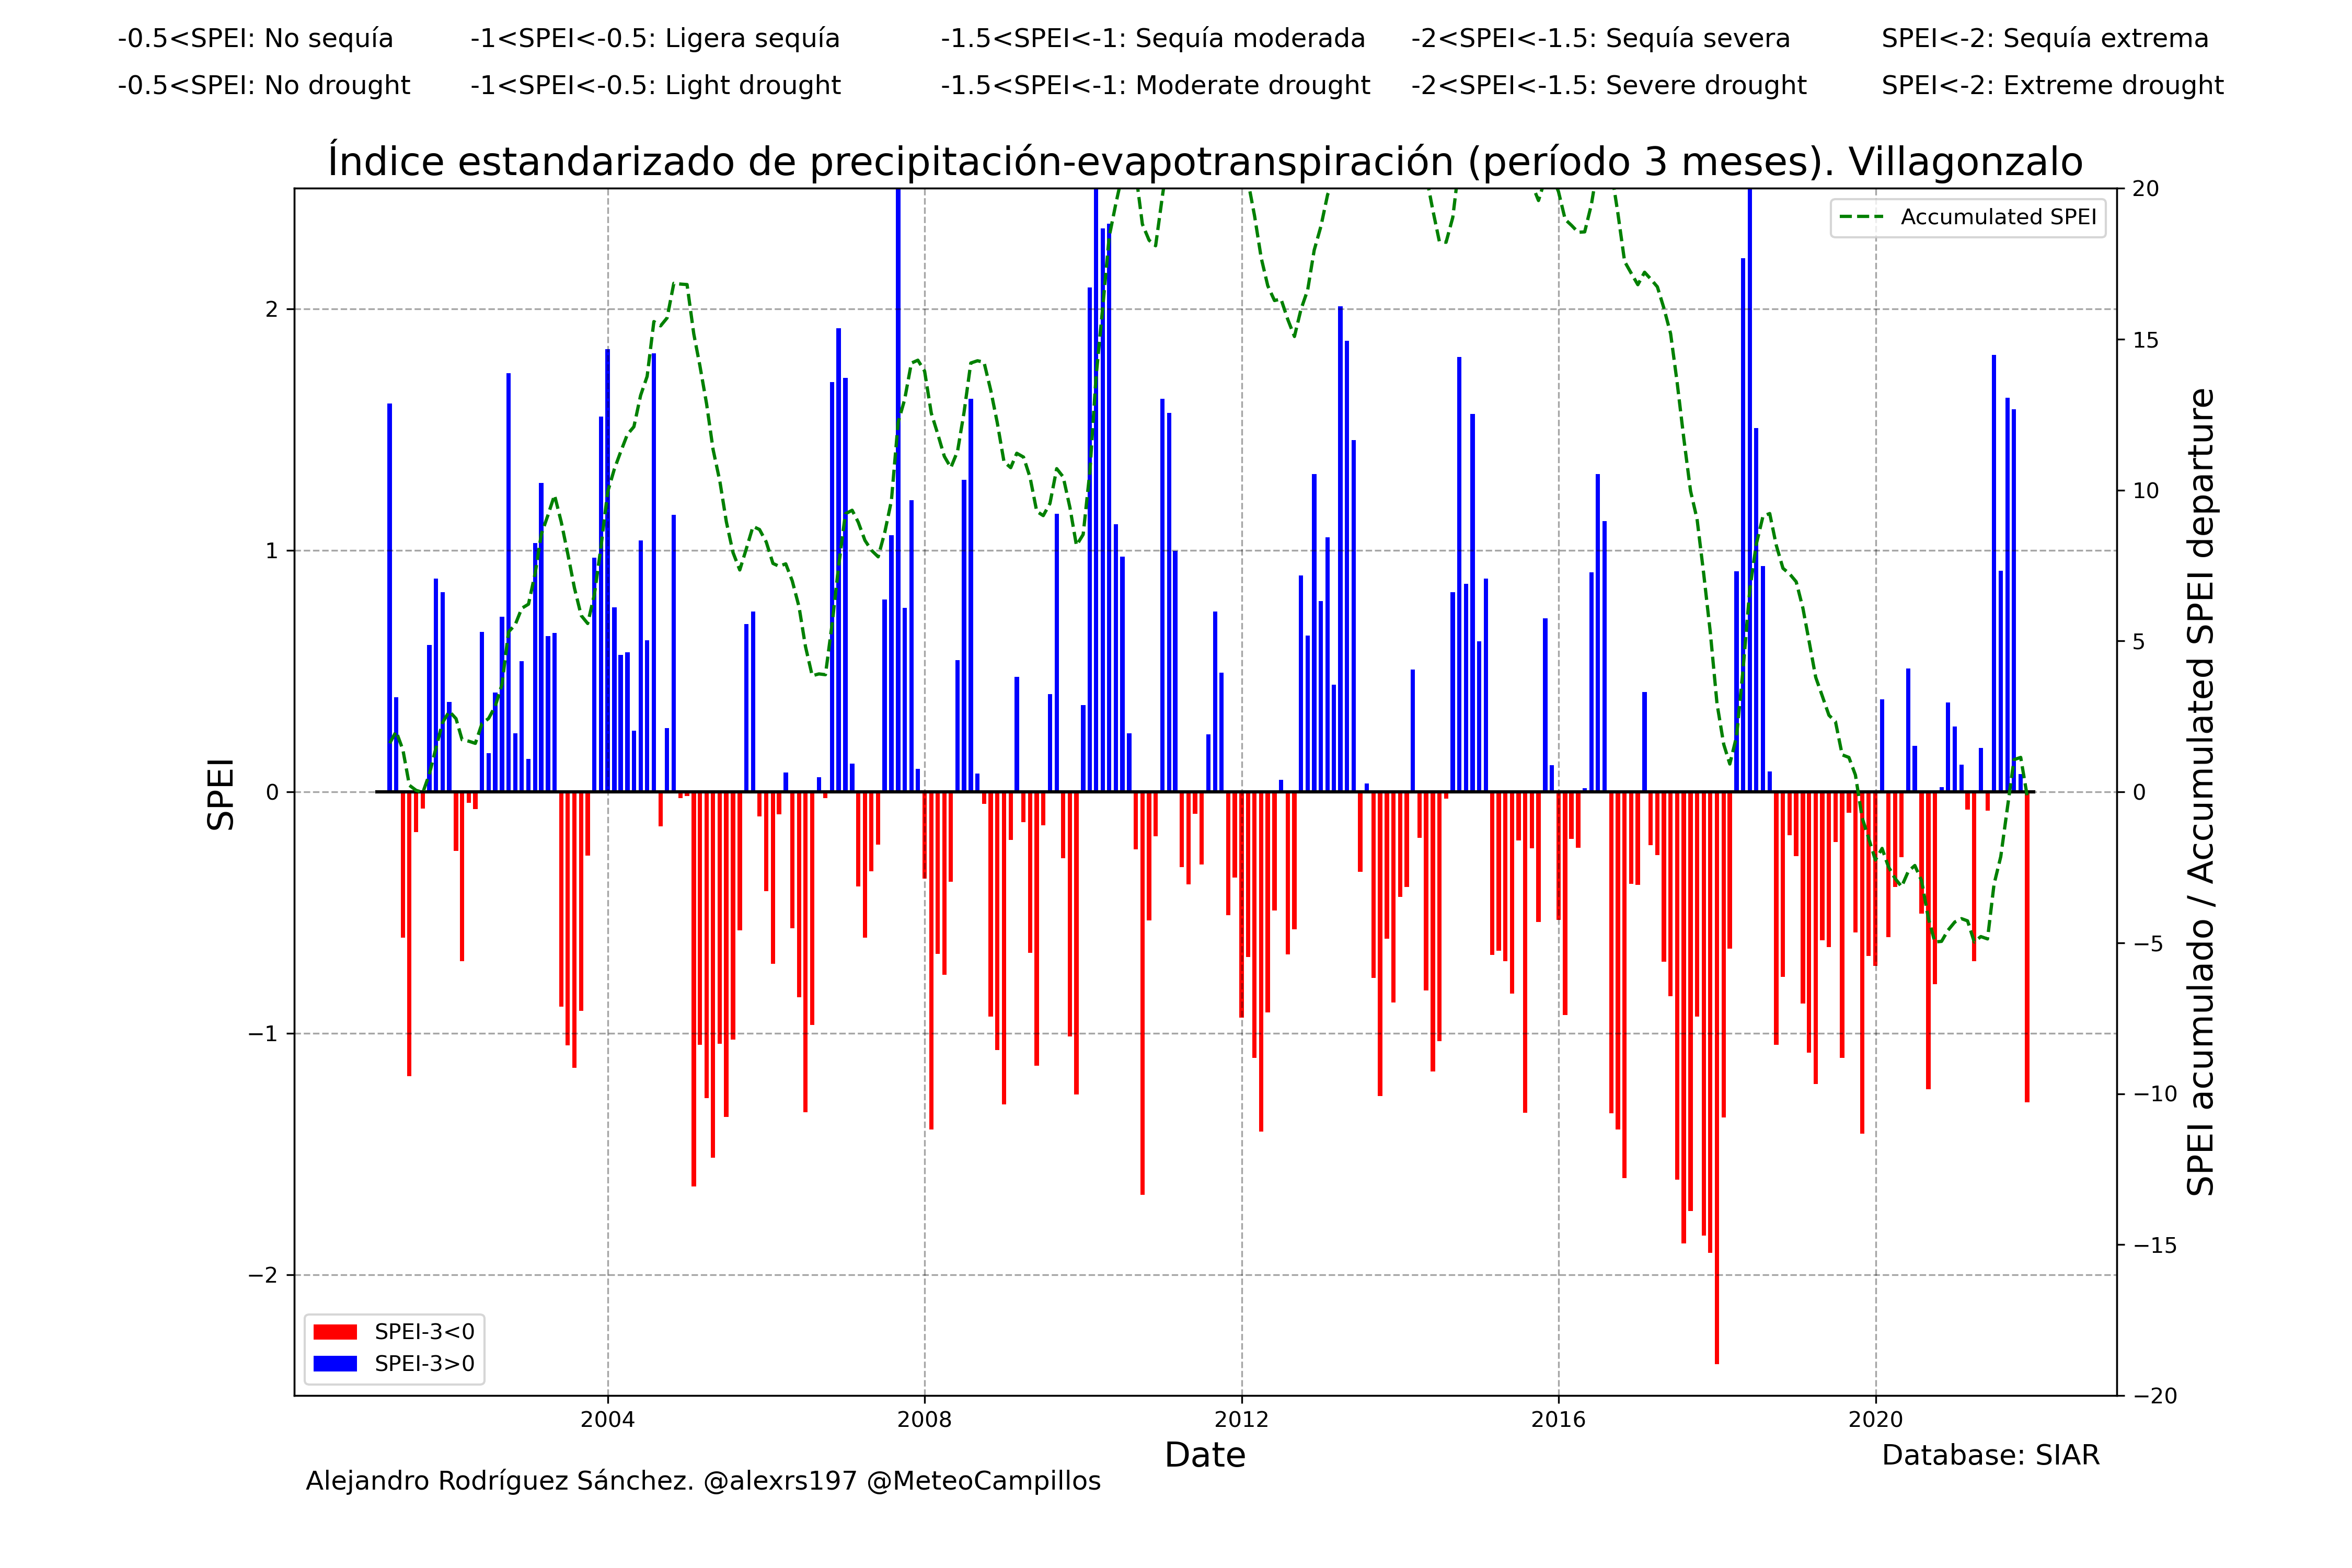 -0.5<SPEI: No sequía -1<SPEI<-0.5: Ligera sequía -1.5<SPEI<-1: Sequía moderada -2<SPEI<-1.5: Sequía severa SPEI<-2: Sequía extrema
-0.5<SPEI: No drought -1<SPEI<-0.5: Light drought -1.5<SPEI<-1: Moderate drought -2<SPEI<-1.5: Severe drought SPEI<-2: Extreme drought
Índice estandarizado de precipitación-evapotranspiración (período 3 meses). Villagonzalo
Accumulated SPEI
2
1
0
−1
−2
SPEI
20
15
10
5
0
−5
−10
−15
−20
SPEI acumulado / Accumulated SPEI departure
SPEI-3<0
SPEI-3>0
2004 2008 2012 2016 2020
Date
Database: SIAR
Alejandro Rodríguez Sánchez. @alexrs197 @MeteoCampillos